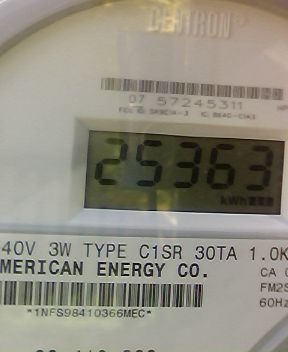 CENTRON
07 57245311
25363
kWh
40V 3W TYPE C1SR 30TA 1.0K
MERICAN ENERGY CO.
CA
FM2S
60Hz
*1NFS98410366MEC*